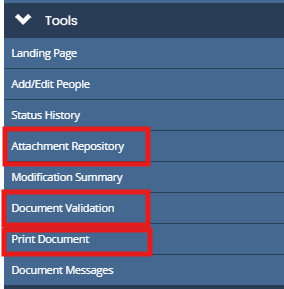 Tools
Landing Page
Add/Edit People
Status History
Attachment Repository
Modification Summary
Document Validation
Print Document
Document Messages